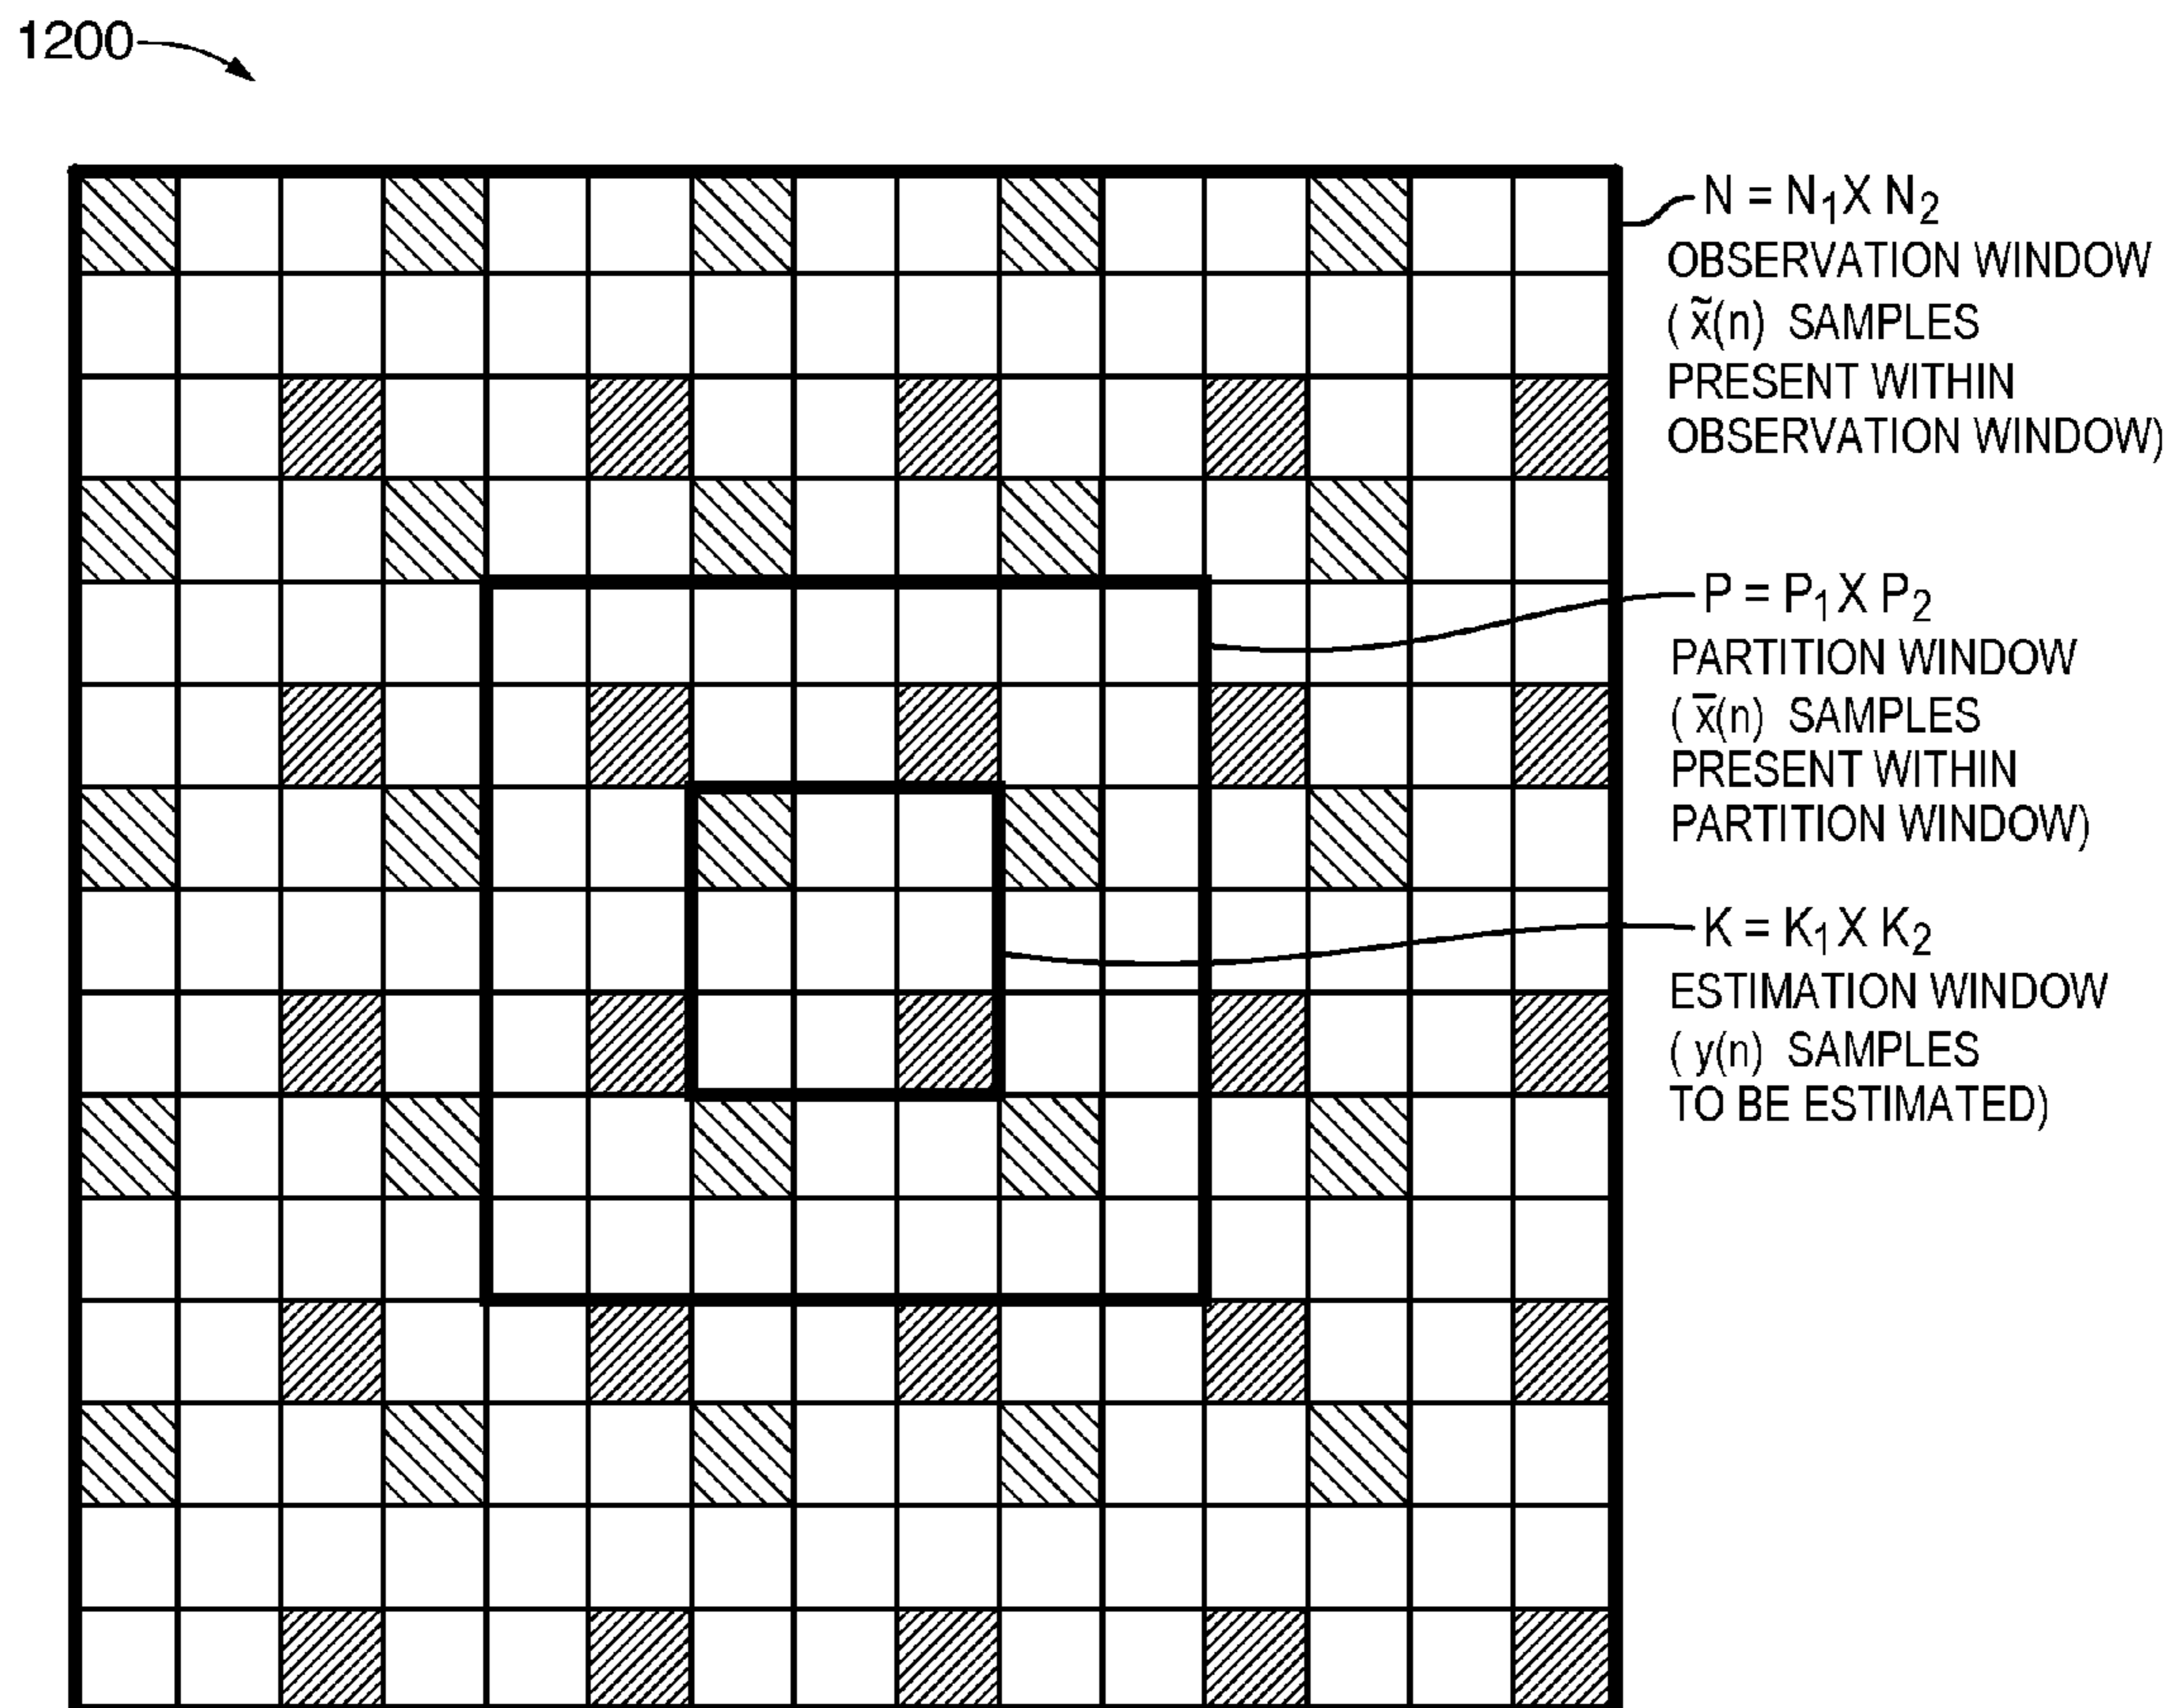 1200
N = N₁X N₂
OBSERVATION WINDOW
( x̃(n) SAMPLES
PRESENT WITHIN
OBSERVATION WINDOW)
P = P₁X P₂
PARTITION WINDOW
( x̄(n) SAMPLES
PRESENT WITHIN
PARTITION WINDOW)
K = K₁X K₂
ESTIMATION WINDOW
( y(n) SAMPLES
TO BE ESTIMATED)